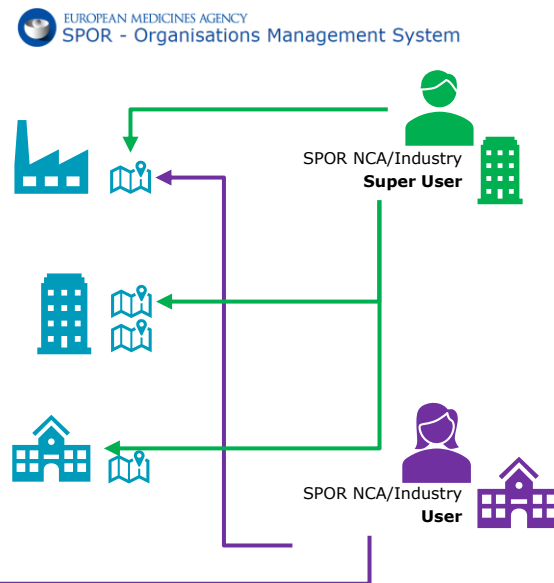 EUROPEAN MEDICINES AGENCY
SPOR - Organisations Management System
SPOR NCA/Industry
Super User
SPOR NCA/Industry
User